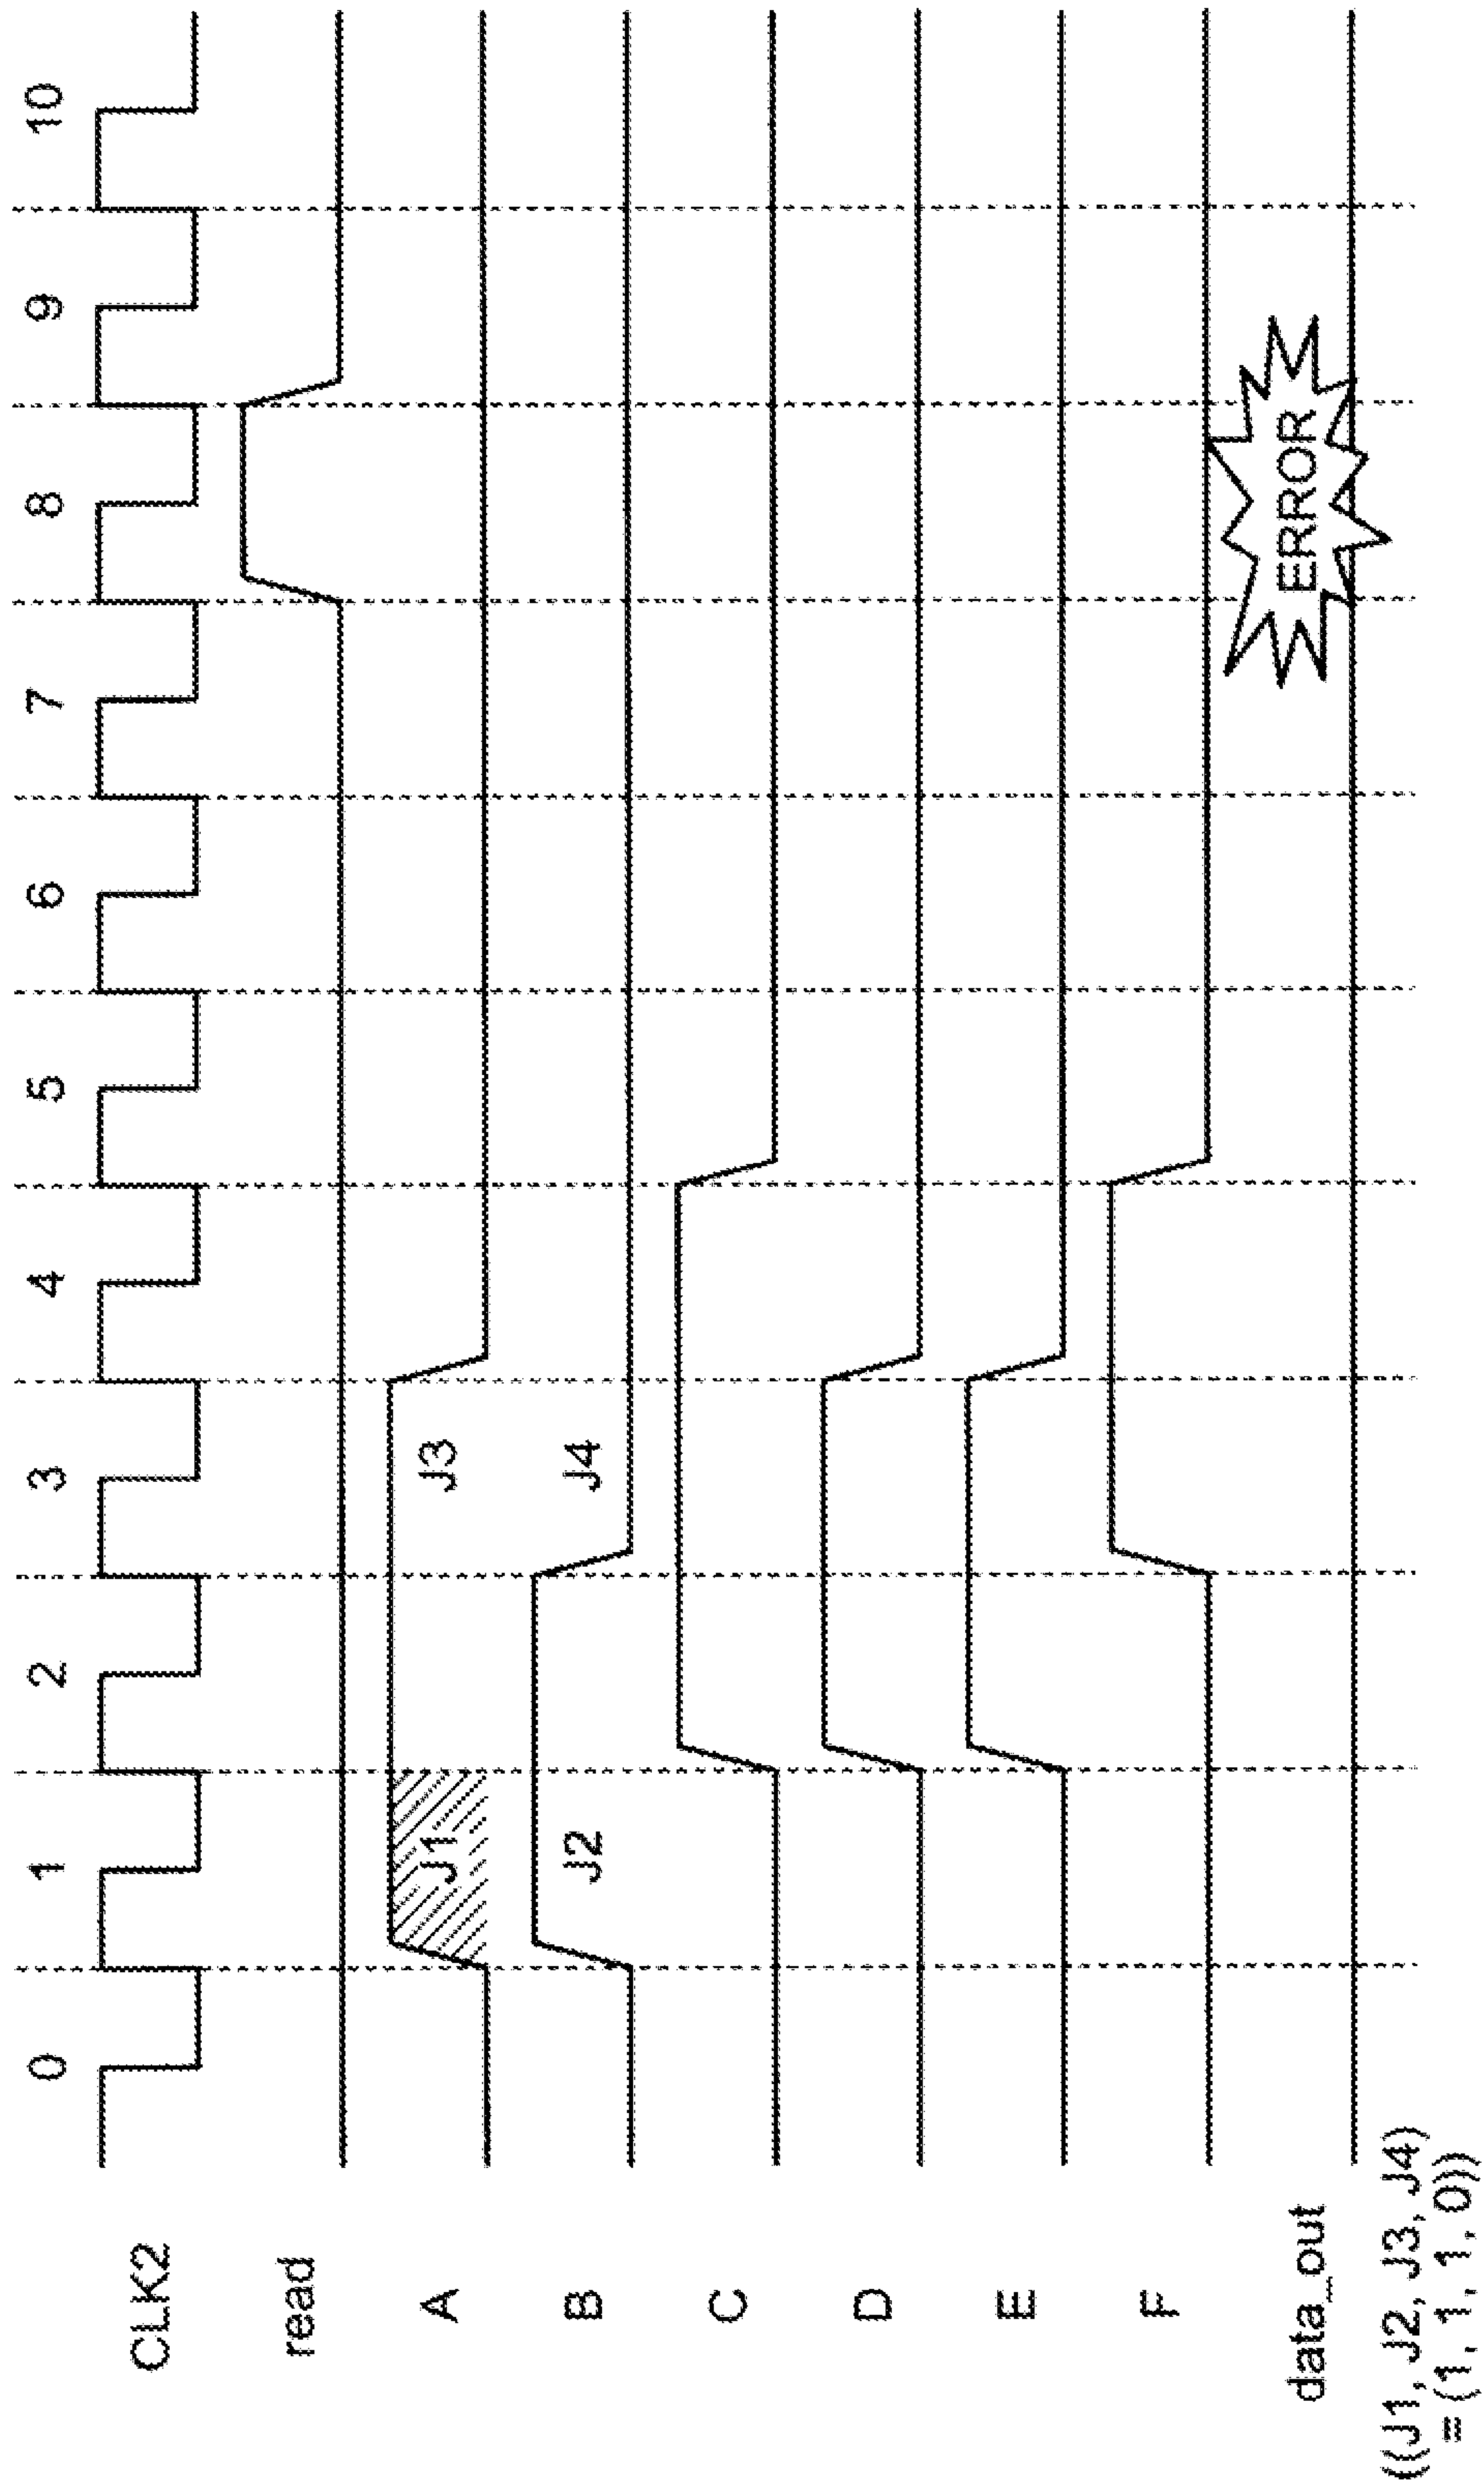 0 1 2 3 4 5 6 7 8 9 10
CLK2
read
A J1 J3
B J2 J4
C
D
E
F
data_out ERROR
((J1, J2, J3, J4)
= (1, 1, 1, 0))